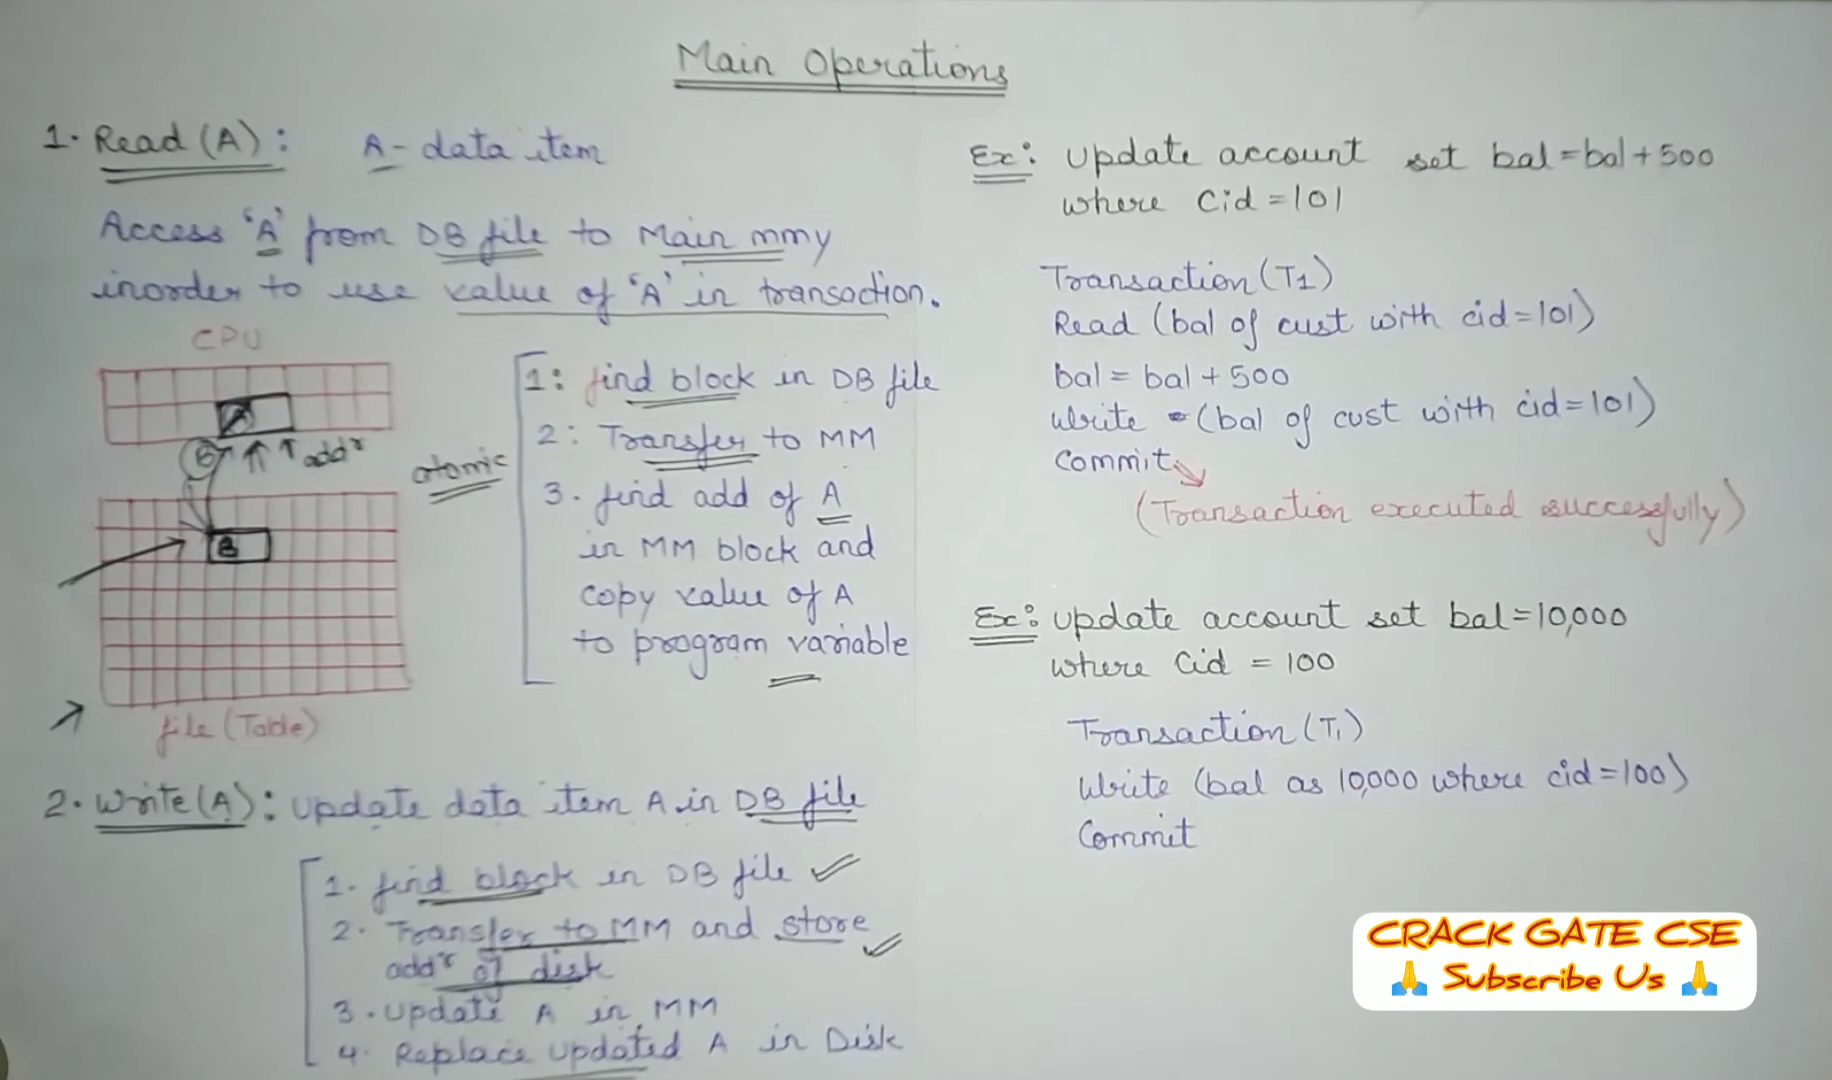 Main Operations
1. Read (A): A - data item
Access 'A' from DB file to Main mmy
inorder to use value of 'A' in transaction.
CPU
A
B
addr
B
file (Table)
atomic
1: find block in DB file
2: Transfer to MM
3. find add of A
in MM block and
copy value of A
to program variable
2. Write (A): Update data item A in DB file
1. find block in DB file ✓
2. Transfer to MM and store
addr of disk ✓
3. Update A in MM
4. Replace updated A in Disk
Ex: Update account set bal = bal + 500
where Cid = 101
Transaction (T1)
Read (bal of cust with cid = 101)
bal = bal + 500
Write (bal of cust with cid = 101)
Commit
(Transaction executed successfully)
Ex: Update account set bal = 10,000
where Cid = 100
Transaction (T1)
Write (bal as 10,000 where cid = 100)
Commit
CRACK GATE CSE
🙏 Subscribe Us 🙏